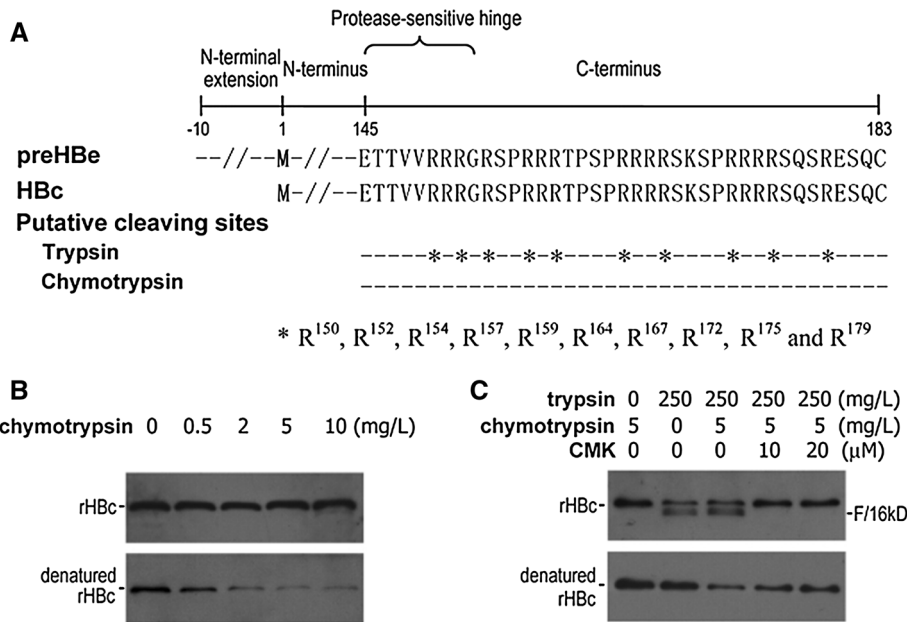 A
Protease-sensitive hinge
N-terminal extension
N-terminus
C-terminus
-10 1 145 183
preHBe --//--M-//--ETTVVRRRGRSPRRRTPSPRRRRSKSPRRRRSQSRESQC
HBc M-//--ETTVVRRRGRSPRRRTPSPRRRRSKSPRRRRSQSRESQC
Putative cleaving sites
Trypsin -----*-*-*--*-*----*--*----*--*---*----
Chymotrypsin ---------------------------------------
* R150, R152, R154, R157, R159, R164, R167, R172, R175 and R179
B
chymotrypsin 0 0.5 2 5 10 (mg/L)
rHBc-
denatured rHBc -
C
trypsin 0 250 250 250 250 (mg/L)
chymotrypsin 5 0 5 5 5 (mg/L)
CMK 0 0 0 10 20 (μM)
rHBc-
-F/16kD
denatured rHBc -